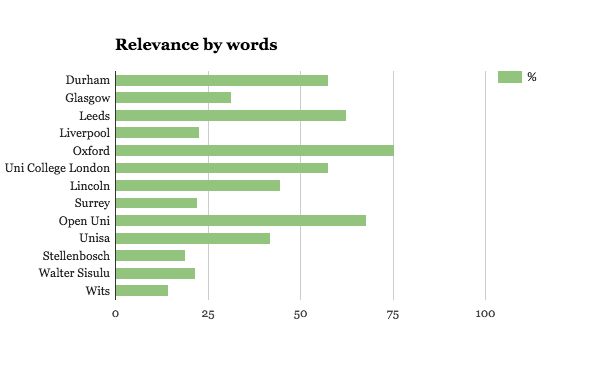 Relevance by words
%
Durham
Glasgow
Leeds
Liverpool
Oxford
Uni College London
Lincoln
Surrey
Open Uni
Unisa
Stellenbosch
Walter Sisulu
Wits
0 25 50 75 100